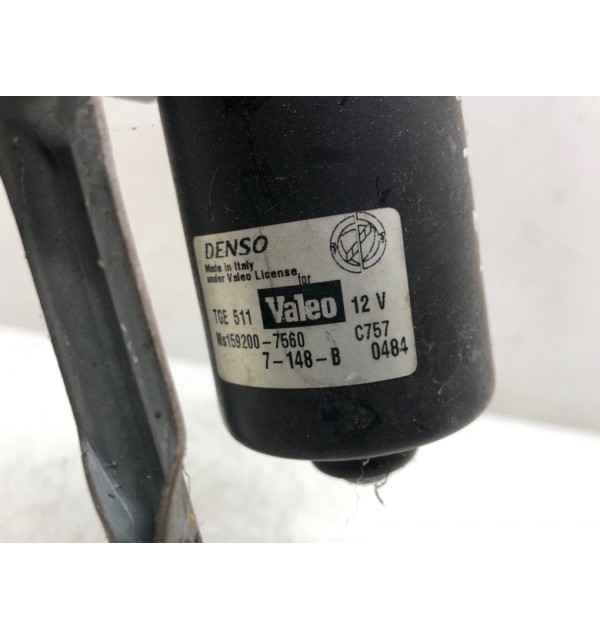 DENSO
Made in Italy
under Valeo License for
TGE 511 Valeo 12 V
Ms159200-7560 C757
7-148-B 0484